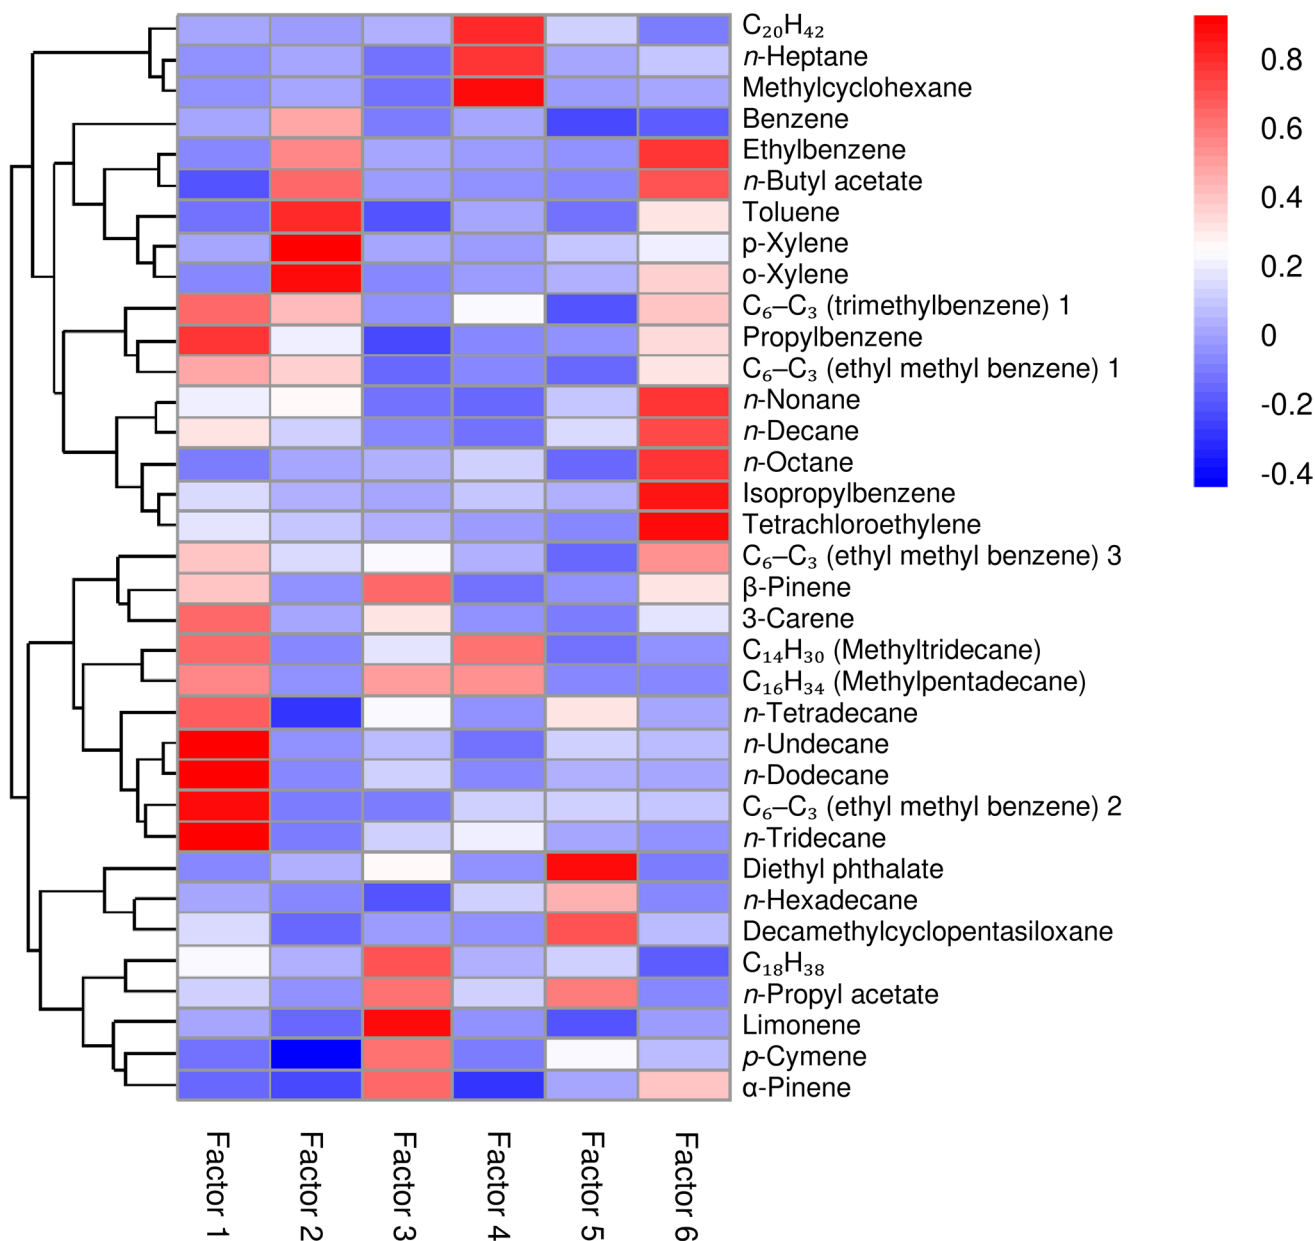 C₂₀H₄₂
n-Heptane
Methylcyclohexane
Benzene
Ethylbenzene
n-Butyl acetate
Toluene
p-Xylene
o-Xylene
C₆–C₃ (trimethylbenzene) 1
Propylbenzene
C₆–C₃ (ethyl methyl benzene) 1
n-Nonane
n-Decane
n-Octane
Isopropylbenzene
Tetrachloroethylene
C₆–C₃ (ethyl methyl benzene) 3
β-Pinene
3-Carene
C₁₄H₃₀ (Methyltridecane)
C₁₆H₃₄ (Methylpentadecane)
n-Tetradecane
n-Undecane
n-Dodecane
C₆–C₃ (ethyl methyl benzene) 2
n-Tridecane
Diethyl phthalate
n-Hexadecane
Decamethylcyclopentasiloxane
C₁₈H₃₈
n-Propyl acetate
Limonene
p-Cymene
α-Pinene
0.8
0.6
0.4
0.2
0
-0.2
-0.4
Factor 1
Factor 2
Factor 3
Factor 4
Factor 5
Factor 6